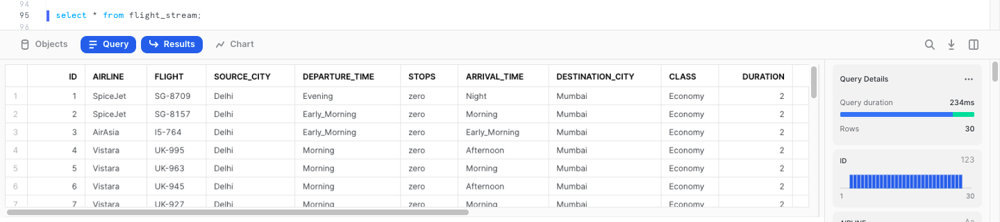 94
95 select * from flight_stream;
96
Objects Query Results Chart
ID AIRLINE FLIGHT SOURCE_CITY DEPARTURE_TIME STOPS ARRIVAL_TIME DESTINATION_CITY CLASS DURATION
1 1 SpiceJet SG-8709 Delhi Evening zero Night Mumbai Economy 2
2 2 SpiceJet SG-8157 Delhi Early_Morning zero Morning Mumbai Economy 2
3 3 AirAsia I5-764 Delhi Early_Morning zero Early_Morning Mumbai Economy 2
4 4 Vistara UK-995 Delhi Morning zero Afternoon Mumbai Economy 2
5 5 Vistara UK-963 Delhi Morning zero Morning Mumbai Economy 2
6 6 Vistara UK-945 Delhi Morning zero Afternoon Mumbai Economy 2
7 7 Vistara UK-927 Delhi Morning zero Morning Mumbai Economy 2
Query Details ...
Query duration 234ms
Rows 30
ID 123
1 30
AIRLINE Aa